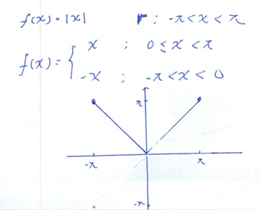 f(x) = |x| r : -π < x < π
f(x) = { x ; 0 ≤ x < π
-x ; -π < x < 0
π
-π π
-π